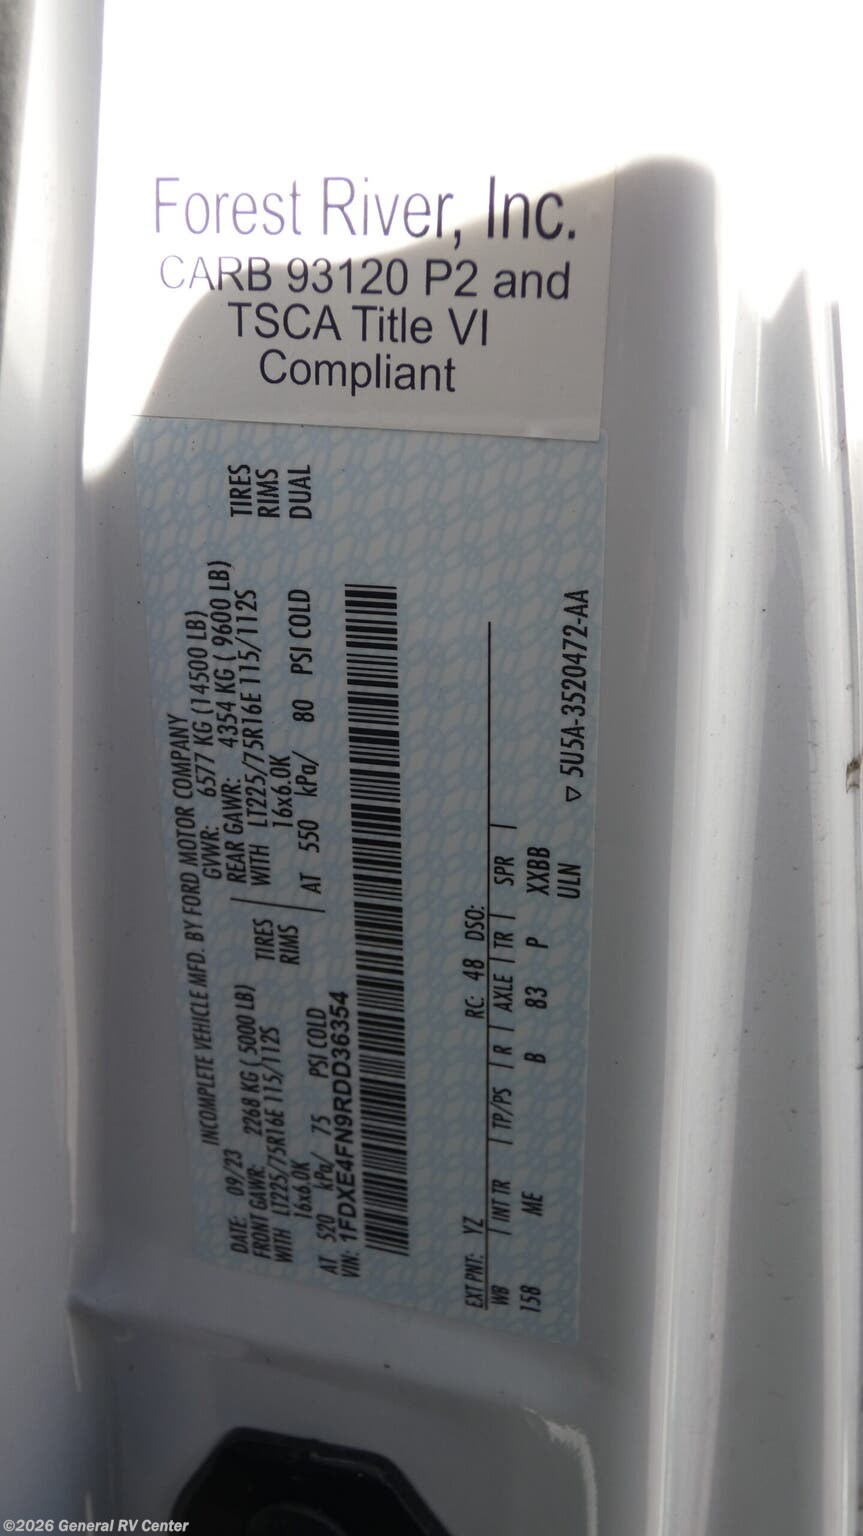 Forest River, Inc.
CARB 93120 P2 and
TSCA Title VI
Compliant
INCOMPLETE VEHICLE MFD. BY FORD MOTOR COMPANY
DATE: 09/23 GVWR: 6577 KG (14500 LB)
FRONT GAWR: 2268 KG ( 5000 LB) REAR GAWR: 4354 KG ( 9600 LB)
WITH LT225/75R16E 115/112S TIRES WITH LT225/75R16E 115/112S TIRES
16x6.0K RIMS 16x6.0K RIMS
AT 520 kPa/ 75 PSI COLD AT 550 kPa/ 80 PSI COLD DUAL
VIN: 1FDXE4FN9RDD36354
EXT PNT: YZ RC: 48 DSO:
WB INT TR TP/PS R AXLE TR SPR
158 ME B 83 P XXBB
ULN
▽ 5U5A-3520472-AA
©2026 General RV Center